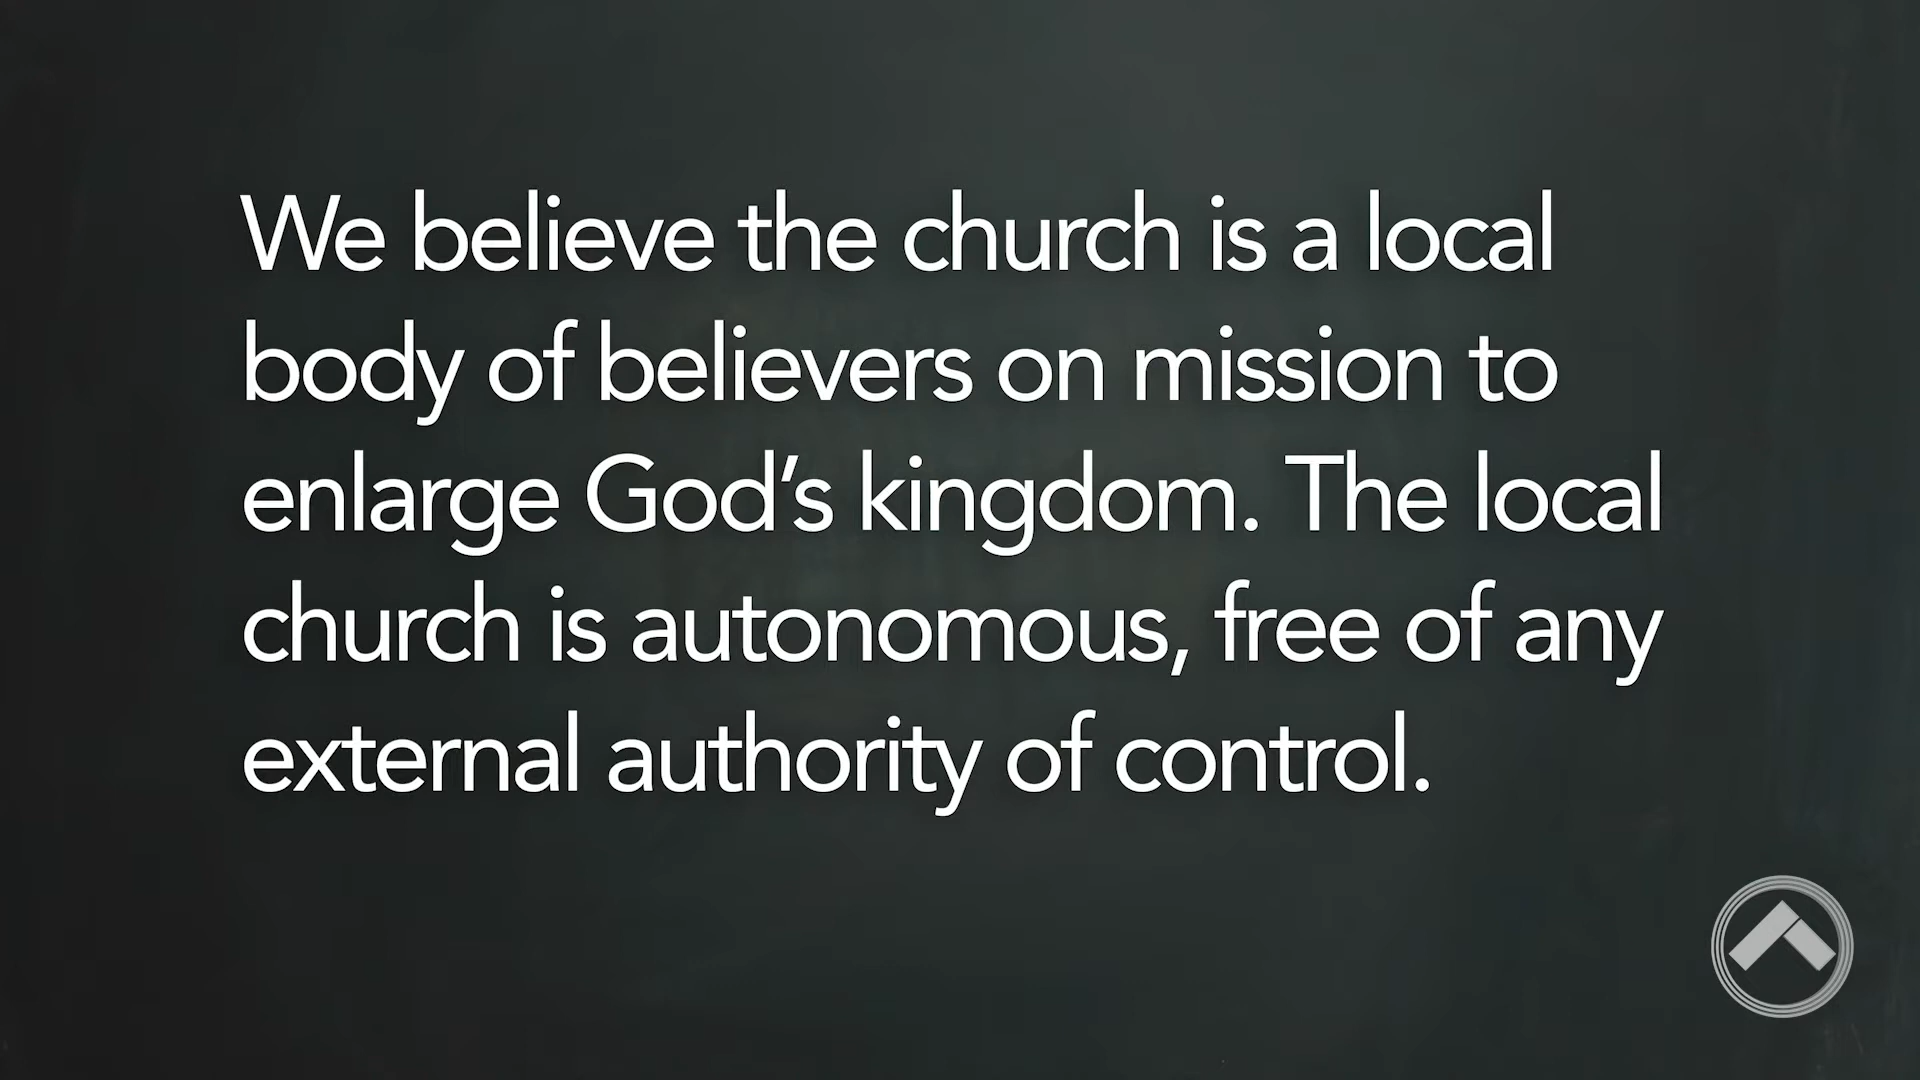 We believe the church is a local
body of believers on mission to
enlarge God’s kingdom. The local
church is autonomous, free of any
external authority of control.